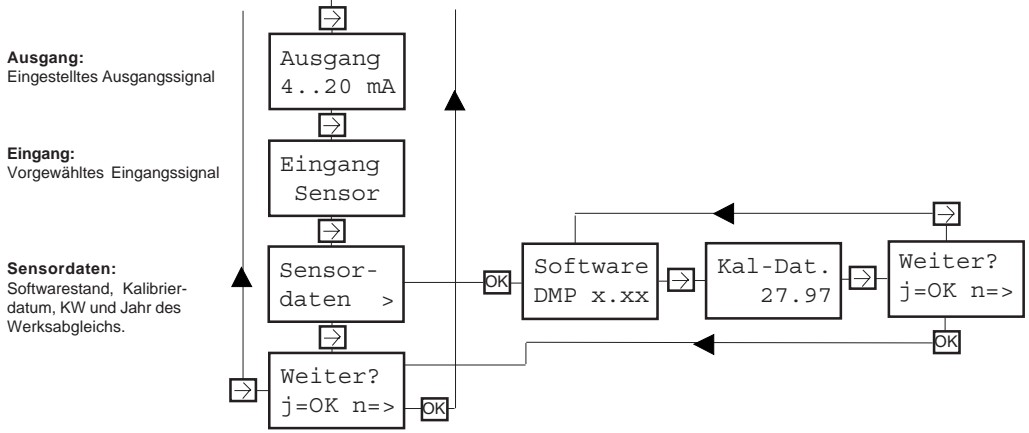 Ausgang:
Eingestelltes Ausgangssignal
Ausgang
4..20 mA
Eingang:
Vorgewähltes Eingangssignal
Eingang
Sensor
Sensordaten:
Softwarestand, Kalibrier-
datum, KW und Jahr des
Werksabgleichs.
Sensor-
daten >
OK
Software
DMP x.xx
Kal-Dat.
27.97
Weiter?
j=OK n=>
OK
Weiter?
j=OK n=>
OK